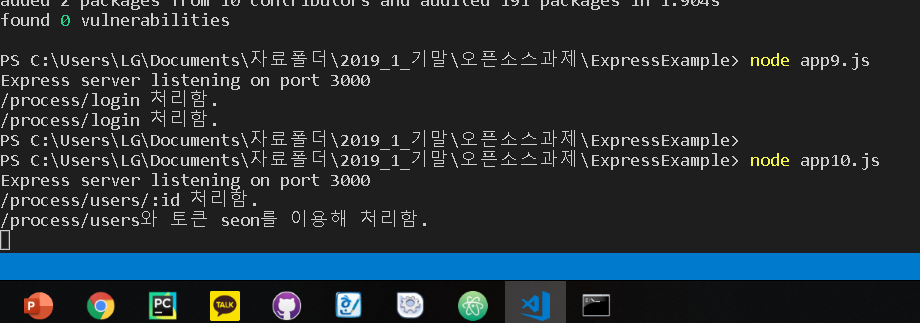 added 2 packages from 10 contributors and audited 191 packages in 1.904s
found 0 vulnerabilities
PS C:\Users\LG\Documents\자료폴더\2019_1_기말\오픈소스과제\ExpressExample> node app9.js
Express server listening on port 3000
/process/login 처리함.
/process/login 처리함.
PS C:\Users\LG\Documents\자료폴더\2019_1_기말\오픈소스과제\ExpressExample>
PS C:\Users\LG\Documents\자료폴더\2019_1_기말\오픈소스과제\ExpressExample> node app10.js
Express server listening on port 3000
/process/users/:id 처리함.
/process/users와 토큰 seon를 이용해 처리함.
P
PC
TALK